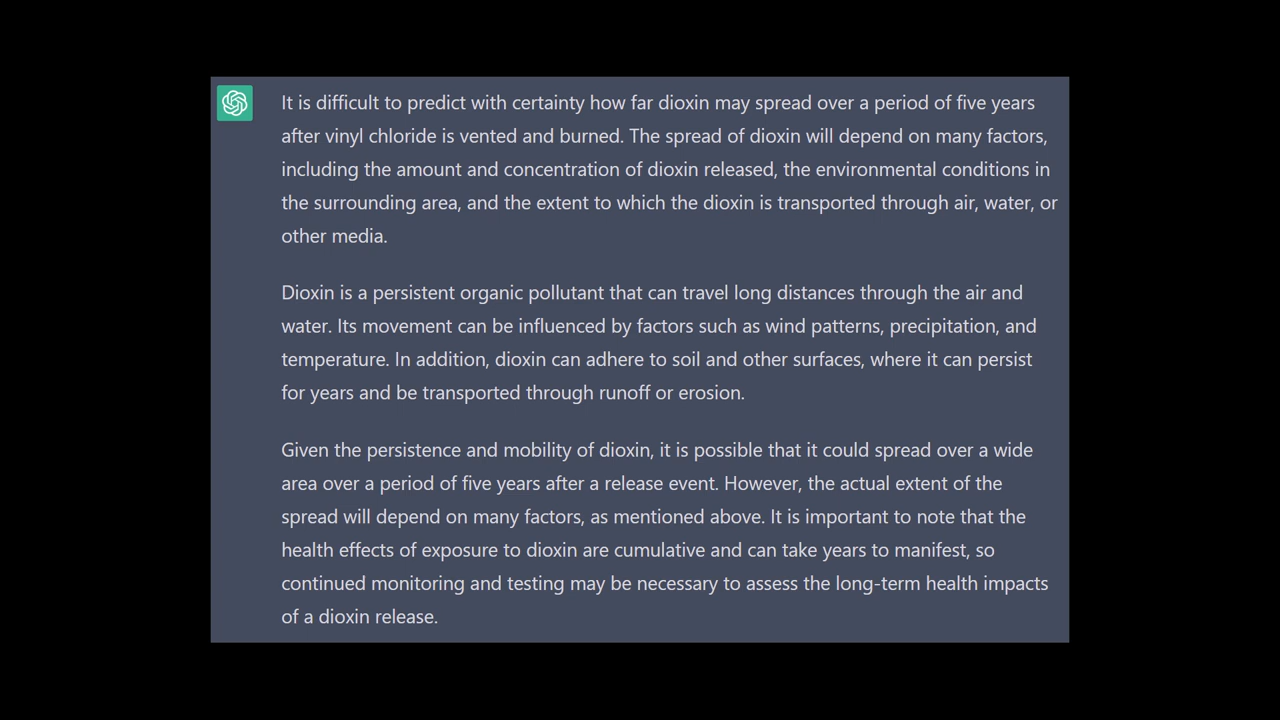 It is difficult to predict with certainty how far dioxin may spread over a period of five years
after vinyl chloride is vented and burned. The spread of dioxin will depend on many factors,
including the amount and concentration of dioxin released, the environmental conditions in
the surrounding area, and the extent to which the dioxin is transported through air, water, or
other media.
Dioxin is a persistent organic pollutant that can travel long distances through the air and
water. Its movement can be influenced by factors such as wind patterns, precipitation, and
temperature. In addition, dioxin can adhere to soil and other surfaces, where it can persist
for years and be transported through runoff or erosion.
Given the persistence and mobility of dioxin, it is possible that it could spread over a wide
area over a period of five years after a release event. However, the actual extent of the
spread will depend on many factors, as mentioned above. It is important to note that the
health effects of exposure to dioxin are cumulative and can take years to manifest, so
continued monitoring and testing may be necessary to assess the long-term health impacts
of a dioxin release.